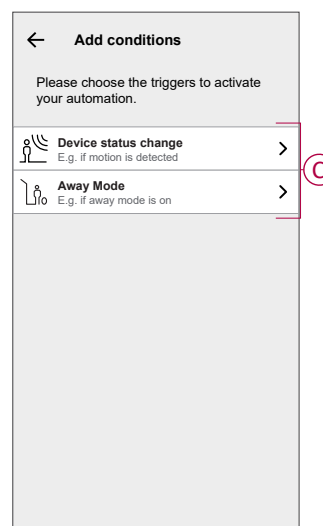 Add conditions
Please choose the triggers to activate
your automation.
Device status change
E.g. if motion is detected
Away Mode
E.g. if away mode is on